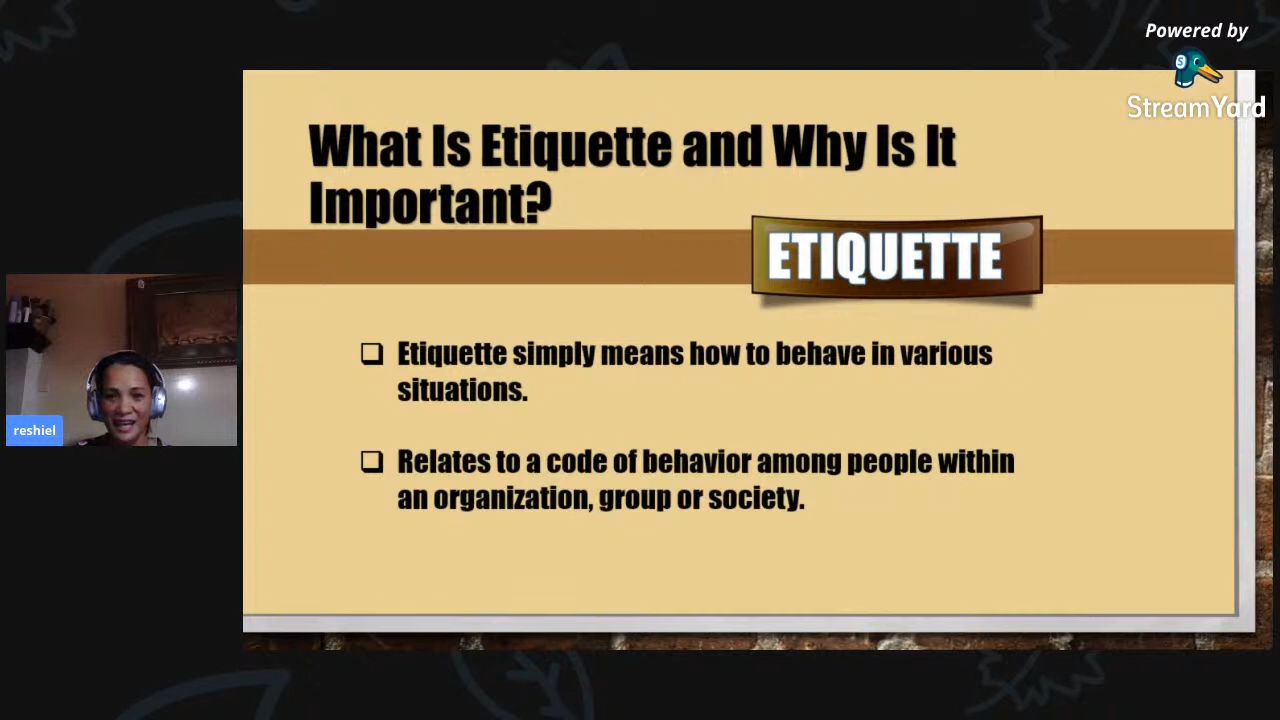 Powered by
StreamYard
What Is Etiquette and Why Is It
Important?
ETIQUETTE
Etiquette simply means how to behave in various
situations.
Relates to a code of behavior among people within
an organization, group or society.
reshiel